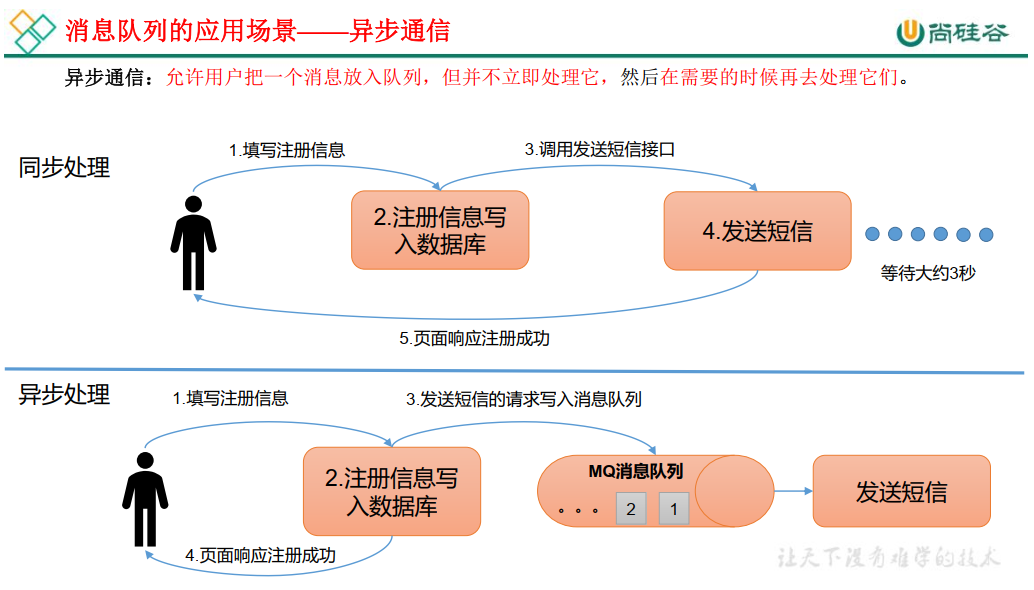 消息队列的应用场景——异步通信
尚硅谷
异步通信：允许用户把一个消息放入队列，但并不立即处理它，然后在需要的时候再去处理它们。
同步处理
1.填写注册信息
3.调用发送短信接口
2.注册信息写
入数据库
4.发送短信
等待大约3秒
5.页面响应注册成功
异步处理
1.填写注册信息
3.发送短信的请求写入消息队列
2.注册信息写
入数据库
MQ消息队列
。。。 2 1
发送短信
4.页面响应注册成功
让天下没有难学的技术